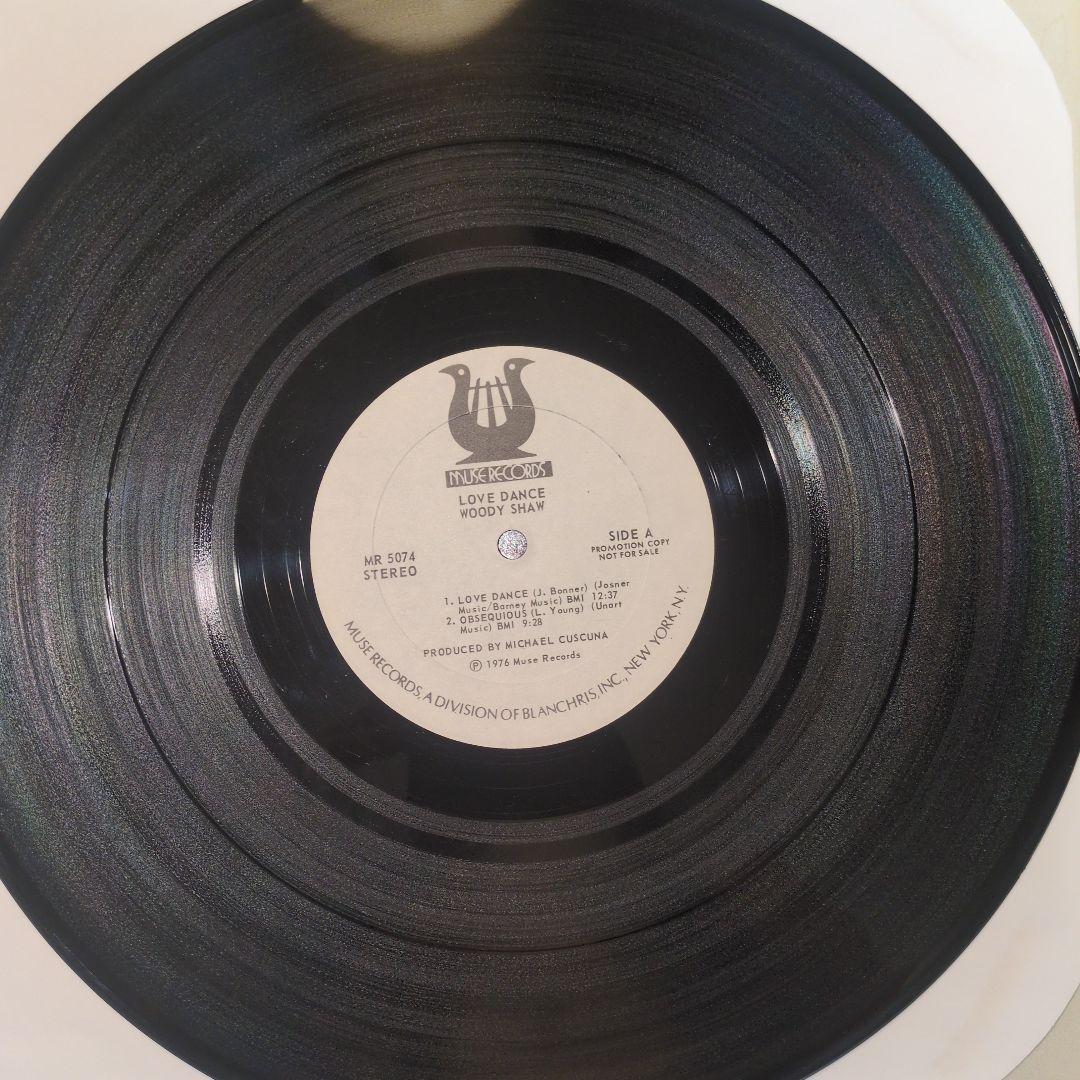 MUSE RECORDS
LOVE DANCE
WOODY SHAW
MR 5074
STEREO
SIDE A
PROMOTION COPY
NOT FOR SALE
1. LOVE DANCE (J. Bonner) (Josner
Music/Barney Music) BMI 12:37
2. OBSEQUIOUS (L. Young) (Unart
Music) BMI 9:28
PRODUCED BY MICHAEL CUSCUNA
Ⓟ 1976 Muse Records
MUSE RECORDS, A DIVISION OF BLANCHRIS, INC., NEW YORK, N.Y.